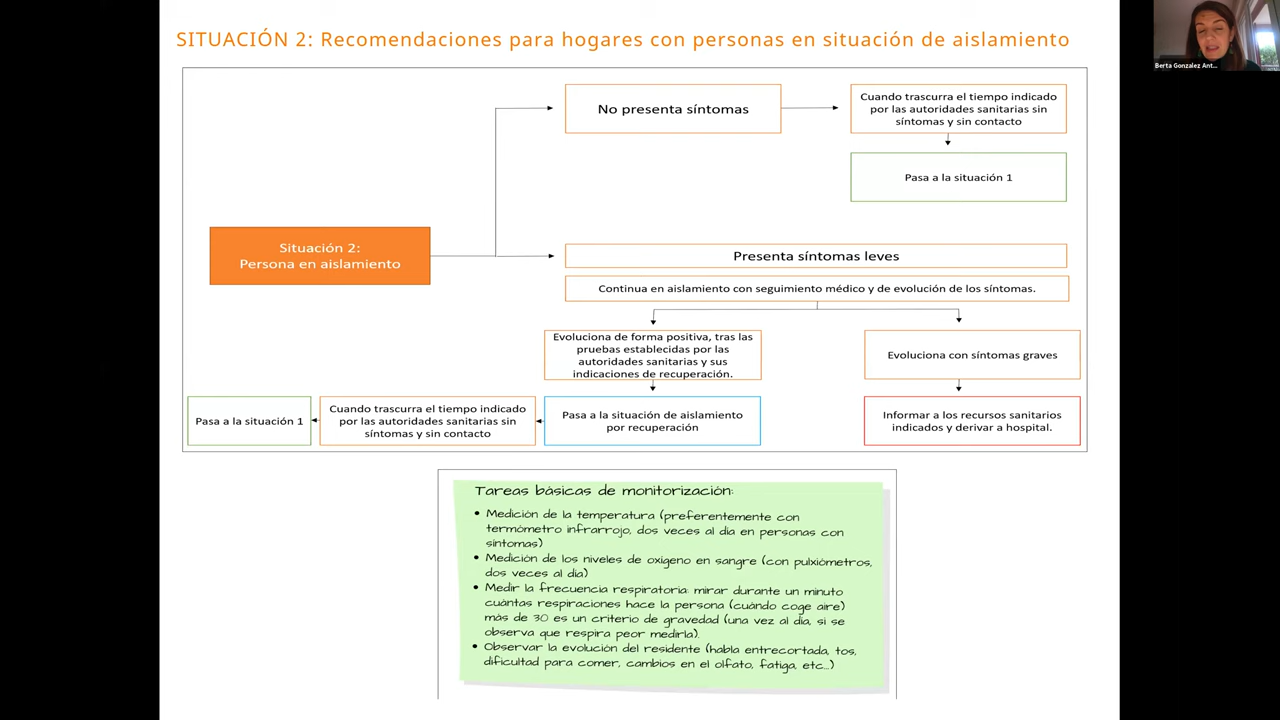 SITUACIÓN 2: Recomendaciones para hogares con personas en situación de aislamiento
Berta Gonzalez Ant...
No presenta síntomas
Cuando trascurra el tiempo indicado
por las autoridades sanitarias sin
síntomas y sin contacto
Pasa a la situación 1
Situación 2:
Persona en aislamiento
Presenta síntomas leves
Continua en aislamiento con seguimiento médico y de evolución de los síntomas.
Evoluciona de forma positiva, tras las
pruebas establecidas por las
autoridades sanitarias y sus
indicaciones de recuperación.
Evoluciona con síntomas graves
Pasa a la situación 1
Cuando trascurra el tiempo indicado
por las autoridades sanitarias sin
síntomas y sin contacto
Pasa a la situación de aislamiento
por recuperación
Informar a los recursos sanitarios
indicados y derivar a hospital.
Tareas básicas de monitorización:
• Medición de la temperatura (preferentemente con
termómetro infrarrojo, dos veces al día en personas con
síntomas)
• Medición de los niveles de oxígeno en sangre (con pulxiómetros,
dos veces al día)
• Medir la frecuencia respiratoria: mirar durante un minuto
cuántas respiraciones hace la persona (cuándo coge aire)
más de 30 es un criterio de gravedad (una vez al día, si se
observa que respira peor medirla).
• Observar la evolución del residente (habla entrecortada, tos,
dificultad para comer, cambios en el olfato, fatiga, etc...)